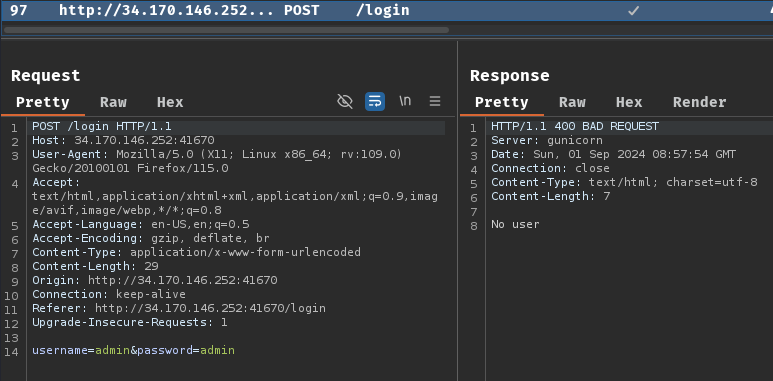 97 http://34.170.146.252... POST /login
Request
Pretty Raw Hex \n
1 POST /login HTTP/1.1
2 Host: 34.170.146.252:41670
3 User-Agent: Mozilla/5.0 (X11; Linux x86_64; rv:109.0)
Gecko/20100101 Firefox/115.0
4 Accept:
text/html,application/xhtml+xml,application/xml;q=0.9,imag
e/avif,image/webp,*/*;q=0.8
5 Accept-Language: en-US,en;q=0.5
6 Accept-Encoding: gzip, deflate, br
7 Content-Type: application/x-www-form-urlencoded
8 Content-Length: 29
9 Origin: http://34.170.146.252:41670
10 Connection: keep-alive
11 Referer: http://34.170.146.252:41670/login
12 Upgrade-Insecure-Requests: 1
13
14 username=admin&password=admin
Response
Pretty Raw Hex Render
1 HTTP/1.1 400 BAD REQUEST
2 Server: gunicorn
3 Date: Sun, 01 Sep 2024 08:57:54 GMT
4 Connection: close
5 Content-Type: text/html; charset=utf-8
6 Content-Length: 7
7
8 No user